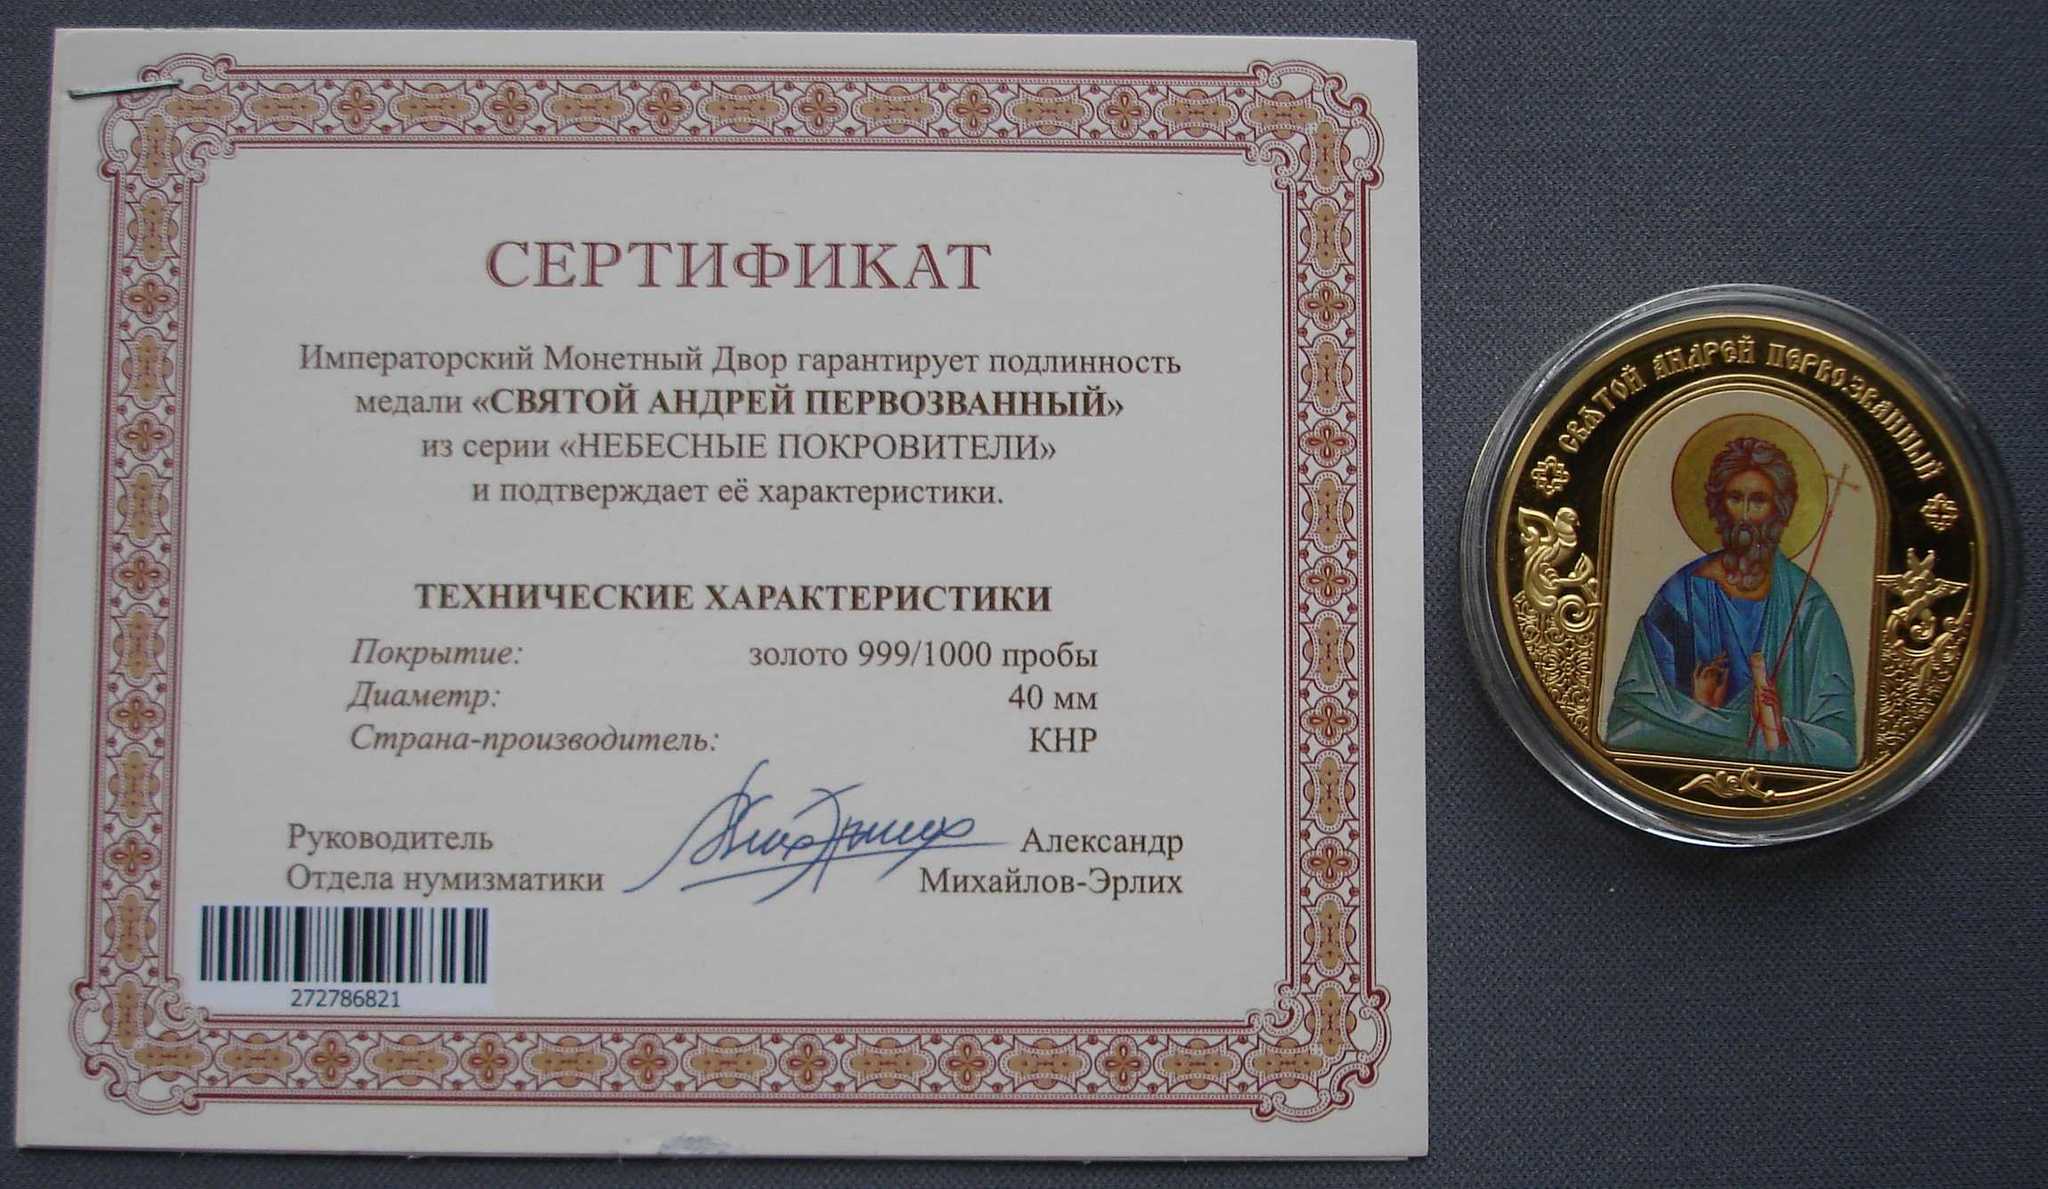 СЕРТИФИКАТ
Императорский Монетный Двор гарантирует подлинность
медали «СВЯТОЙ АНДРЕЙ ПЕРВОЗВАННЫЙ»
из серии «НЕБЕСНЫЕ ПОКРОВИТЕЛИ»
и подтверждает её характеристики.
ТЕХНИЧЕСКИЕ ХАРАКТЕРИСТИКИ
Покрытие: золото 999/1000 пробы
Диаметр: 40 мм
Страна-производитель: КНР
Руководитель Александр
Отдела нумизматики Михайлов-Эрлих
272786821
СВЯТОЙ АНДРЕЙ ПЕРВОЗВАННЫЙ